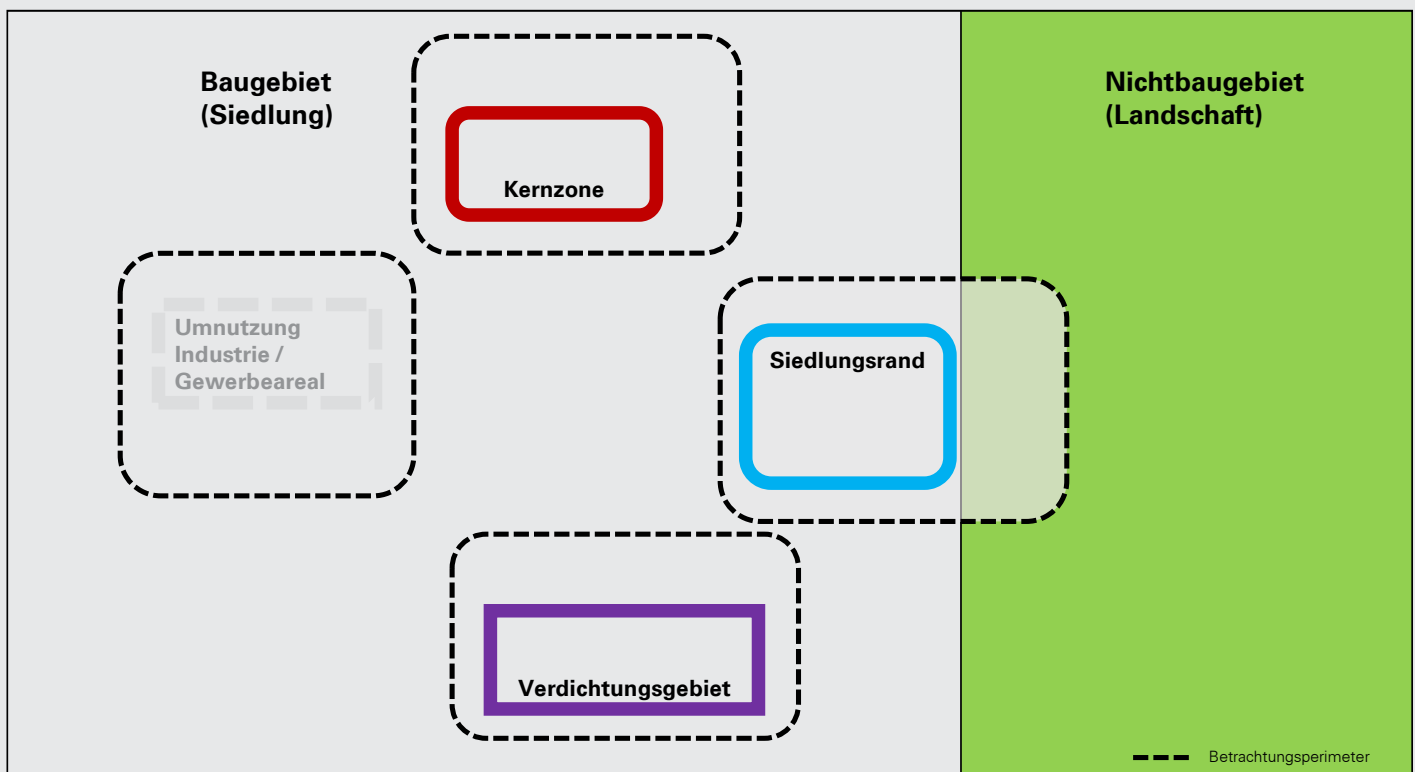 Baugebiet
(Siedlung)
Nichtbaugebiet
(Landschaft)
Kernzone
Umnutzung
Industrie /
Gewerbeareal
Siedlungsrand
Verdichtungsgebiet
Betrachtungsperimeter